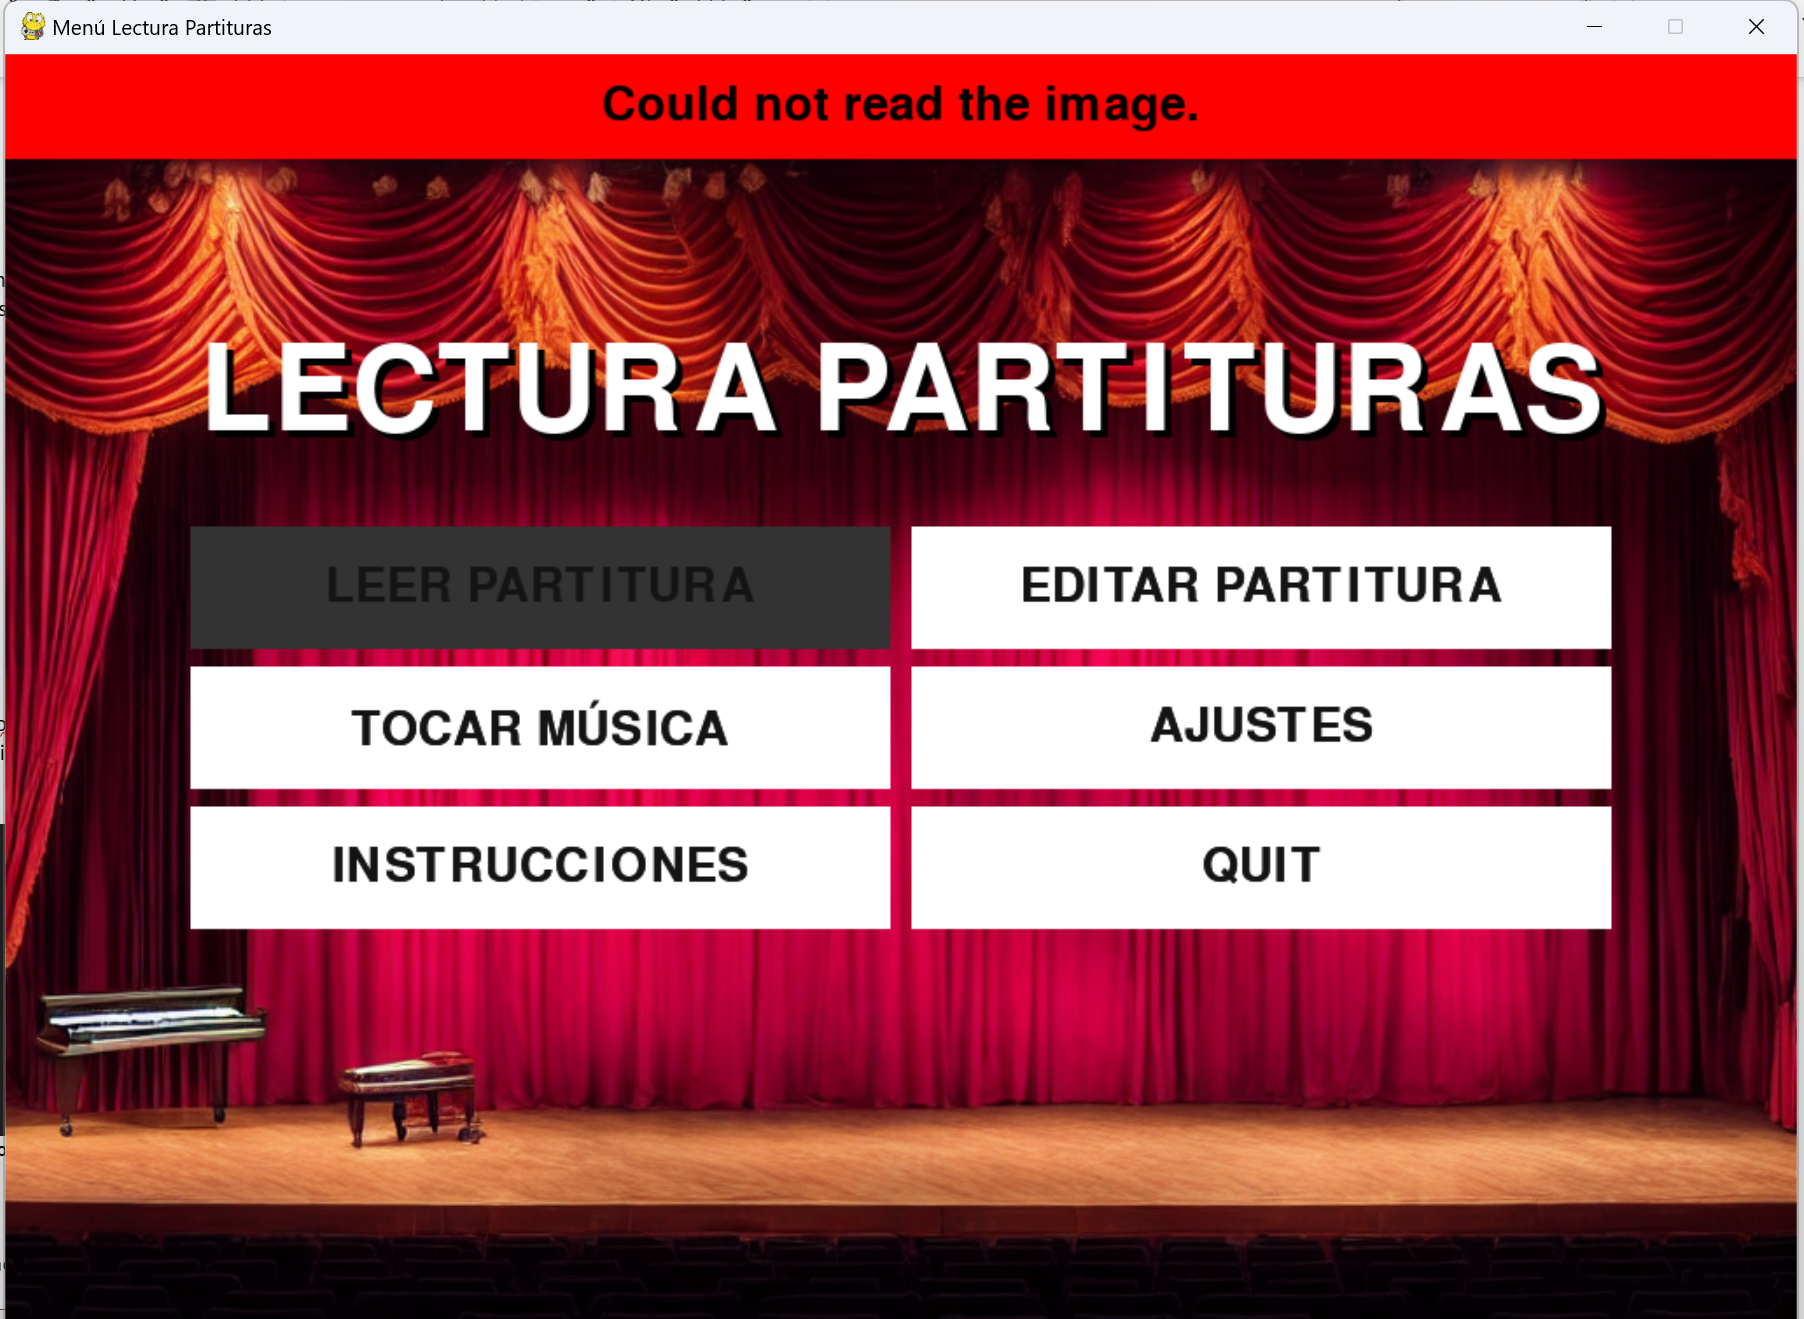 Menú Lectura Partituras
Could not read the image.
LECTURA PARTITURAS
LEER PARTITURA
EDITAR PARTITURA
TOCAR MÚSICA
AJUSTES
INSTRUCCIONES
QUIT